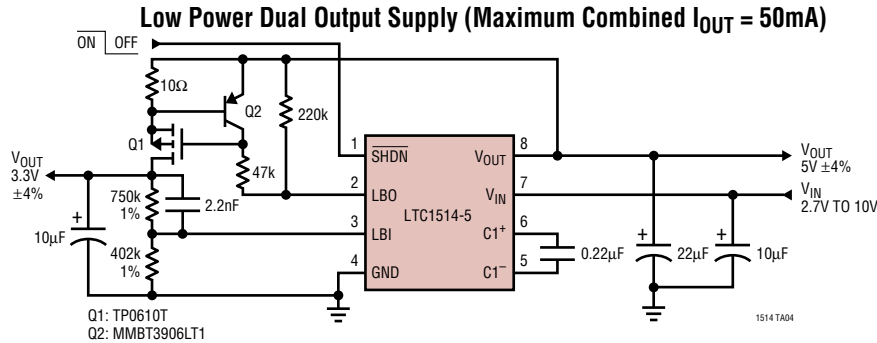 Low Power Dual Output Supply (Maximum Combined IOUT = 50mA)
ON OFF
10Ω
Q2
220k
Q1
47k
VOUT
3.3V
±4%
750k
1%
2.2nF
10µF
+
402k
1%
1
SHDN
2
LBO
3
LBI
4
GND
LTC1514-5
8
VOUT
7
VIN
6
C1+
5
C1–
0.22µF
+
22µF
+
10µF
VOUT
5V ±4%
VIN
2.7V TO 10V
Q1: TP0610T
Q2: MMBT3906LT1
1514 TA04